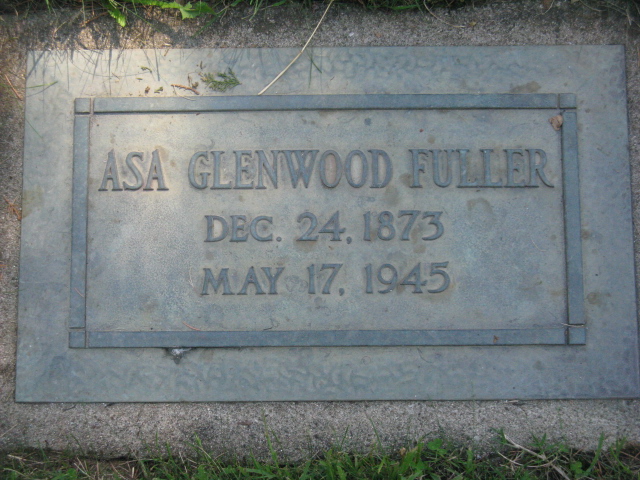 ASA GLENWOOD FULLER
DEC. 24, 1873
MAY 17, 1945